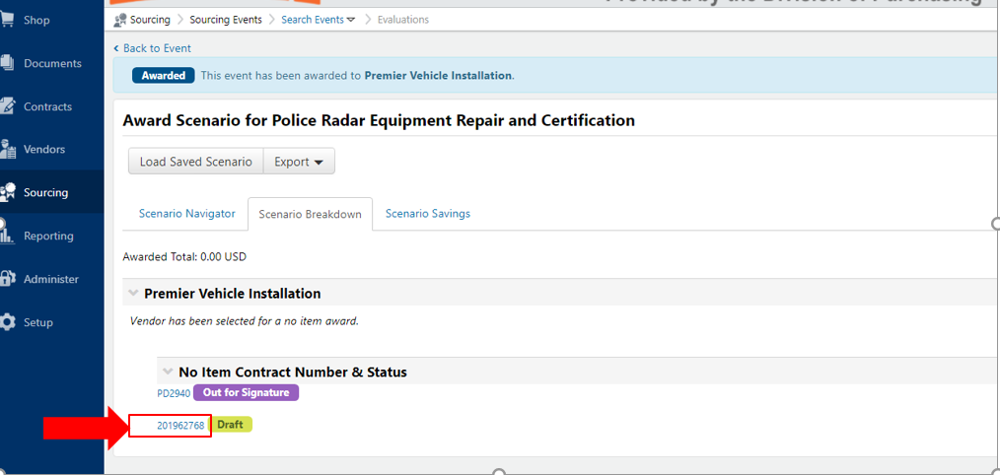 Provided by the Division of Purchasing
Shop
Documents
Contracts
Vendors
Sourcing
Reporting
Administer
Setup
Sourcing Sourcing Events Search Events Evaluations
Back to Event
Awarded This event has been awarded to Premier Vehicle Installation.
Award Scenario for Police Radar Equipment Repair and Certification
Load Saved Scenario Export
Scenario Navigator Scenario Breakdown Scenario Savings
Awarded Total: 0.00 USD
Premier Vehicle Installation
Vendor has been selected for a no item award.
No Item Contract Number & Status
PD2940 Out for Signature
201962768 Draft